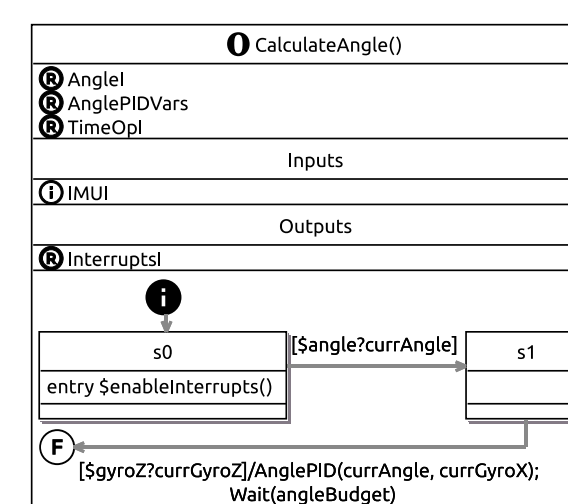 O CalculateAngle()
R AngleI
R AnglePIDVars
R TimeOpI
Inputs
i IMUI
Outputs
R InterruptsI
i
s0
[$angle?currAngle]
s1
entry $enableInterrupts()
F
[$gyroZ?currGyroZ]/AnglePID(currAngle, currGyroX);
Wait(angleBudget)